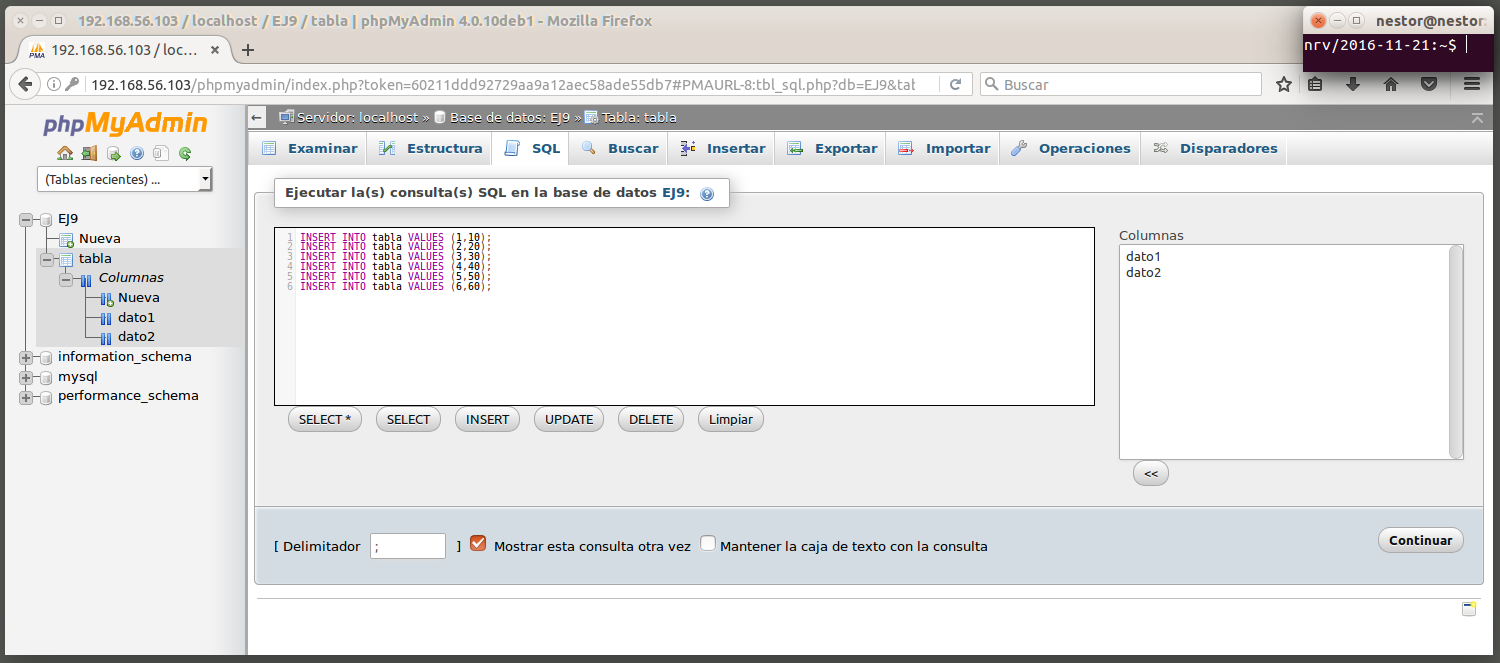 192.168.56.103 / localhost / EJ9 / tabla | phpMyAdmin 4.0.10deb1 - Mozilla Firefox
nestor@nestor:
nrv/2016-11-21:~$
192.168.56.103 / loc...
192.168.56.103/phpmyadmin/index.php?token=60211ddd92729aa9a12aec58ade55db7#PMAURL-8:tbl_sql.php?db=EJ9&tab
Buscar
phpMyAdmin
(Tablas recientes) ...
EJ9
Nueva
tabla
Columnas
Nueva
dato1
dato2
information_schema
mysql
performance_schema
Servidor: localhost » Base de datos: EJ9 » Tabla: tabla
Examinar Estructura SQL Buscar Insertar Exportar Importar Operaciones Disparadores
Ejecutar la(s) consulta(s) SQL en la base de datos EJ9:
1 INSERT INTO tabla VALUES (1,10);
2 INSERT INTO tabla VALUES (2,20);
3 INSERT INTO tabla VALUES (3,30);
4 INSERT INTO tabla VALUES (4,40);
5 INSERT INTO tabla VALUES (5,50);
6 INSERT INTO tabla VALUES (6,60);
SELECT * SELECT INSERT UPDATE DELETE Limpiar
Columnas
dato1
dato2
<<
[ Delimitador ; ] Mostrar esta consulta otra vez Mantener la caja de texto con la consulta
Continuar